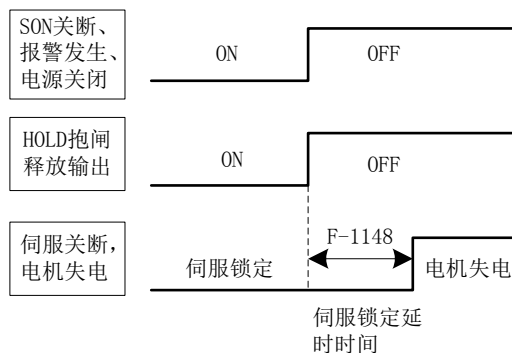 SON关断、
报警发生、
电源关闭
ON
OFF
HOLD抱闸
释放输出
ON
OFF
伺服关断，
电机失电
伺服锁定
F-1148
电机失电
伺服锁定延
时时间